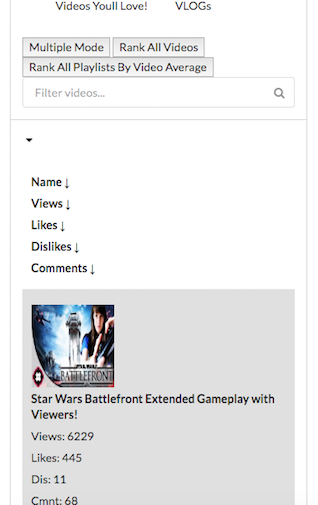 Videos Youll Love! VLOGs
Multiple Mode Rank All Videos
Rank All Playlists By Video Average
Filter videos...
Name ↓
Views ↓
Likes ↓
Dislikes ↓
Comments ↓
STAR WARS
BATTLEFRONT
Star Wars Battlefront Extended Gameplay with
Viewers!
Views: 6229
Likes: 445
Dis: 11
Cmnt: 68